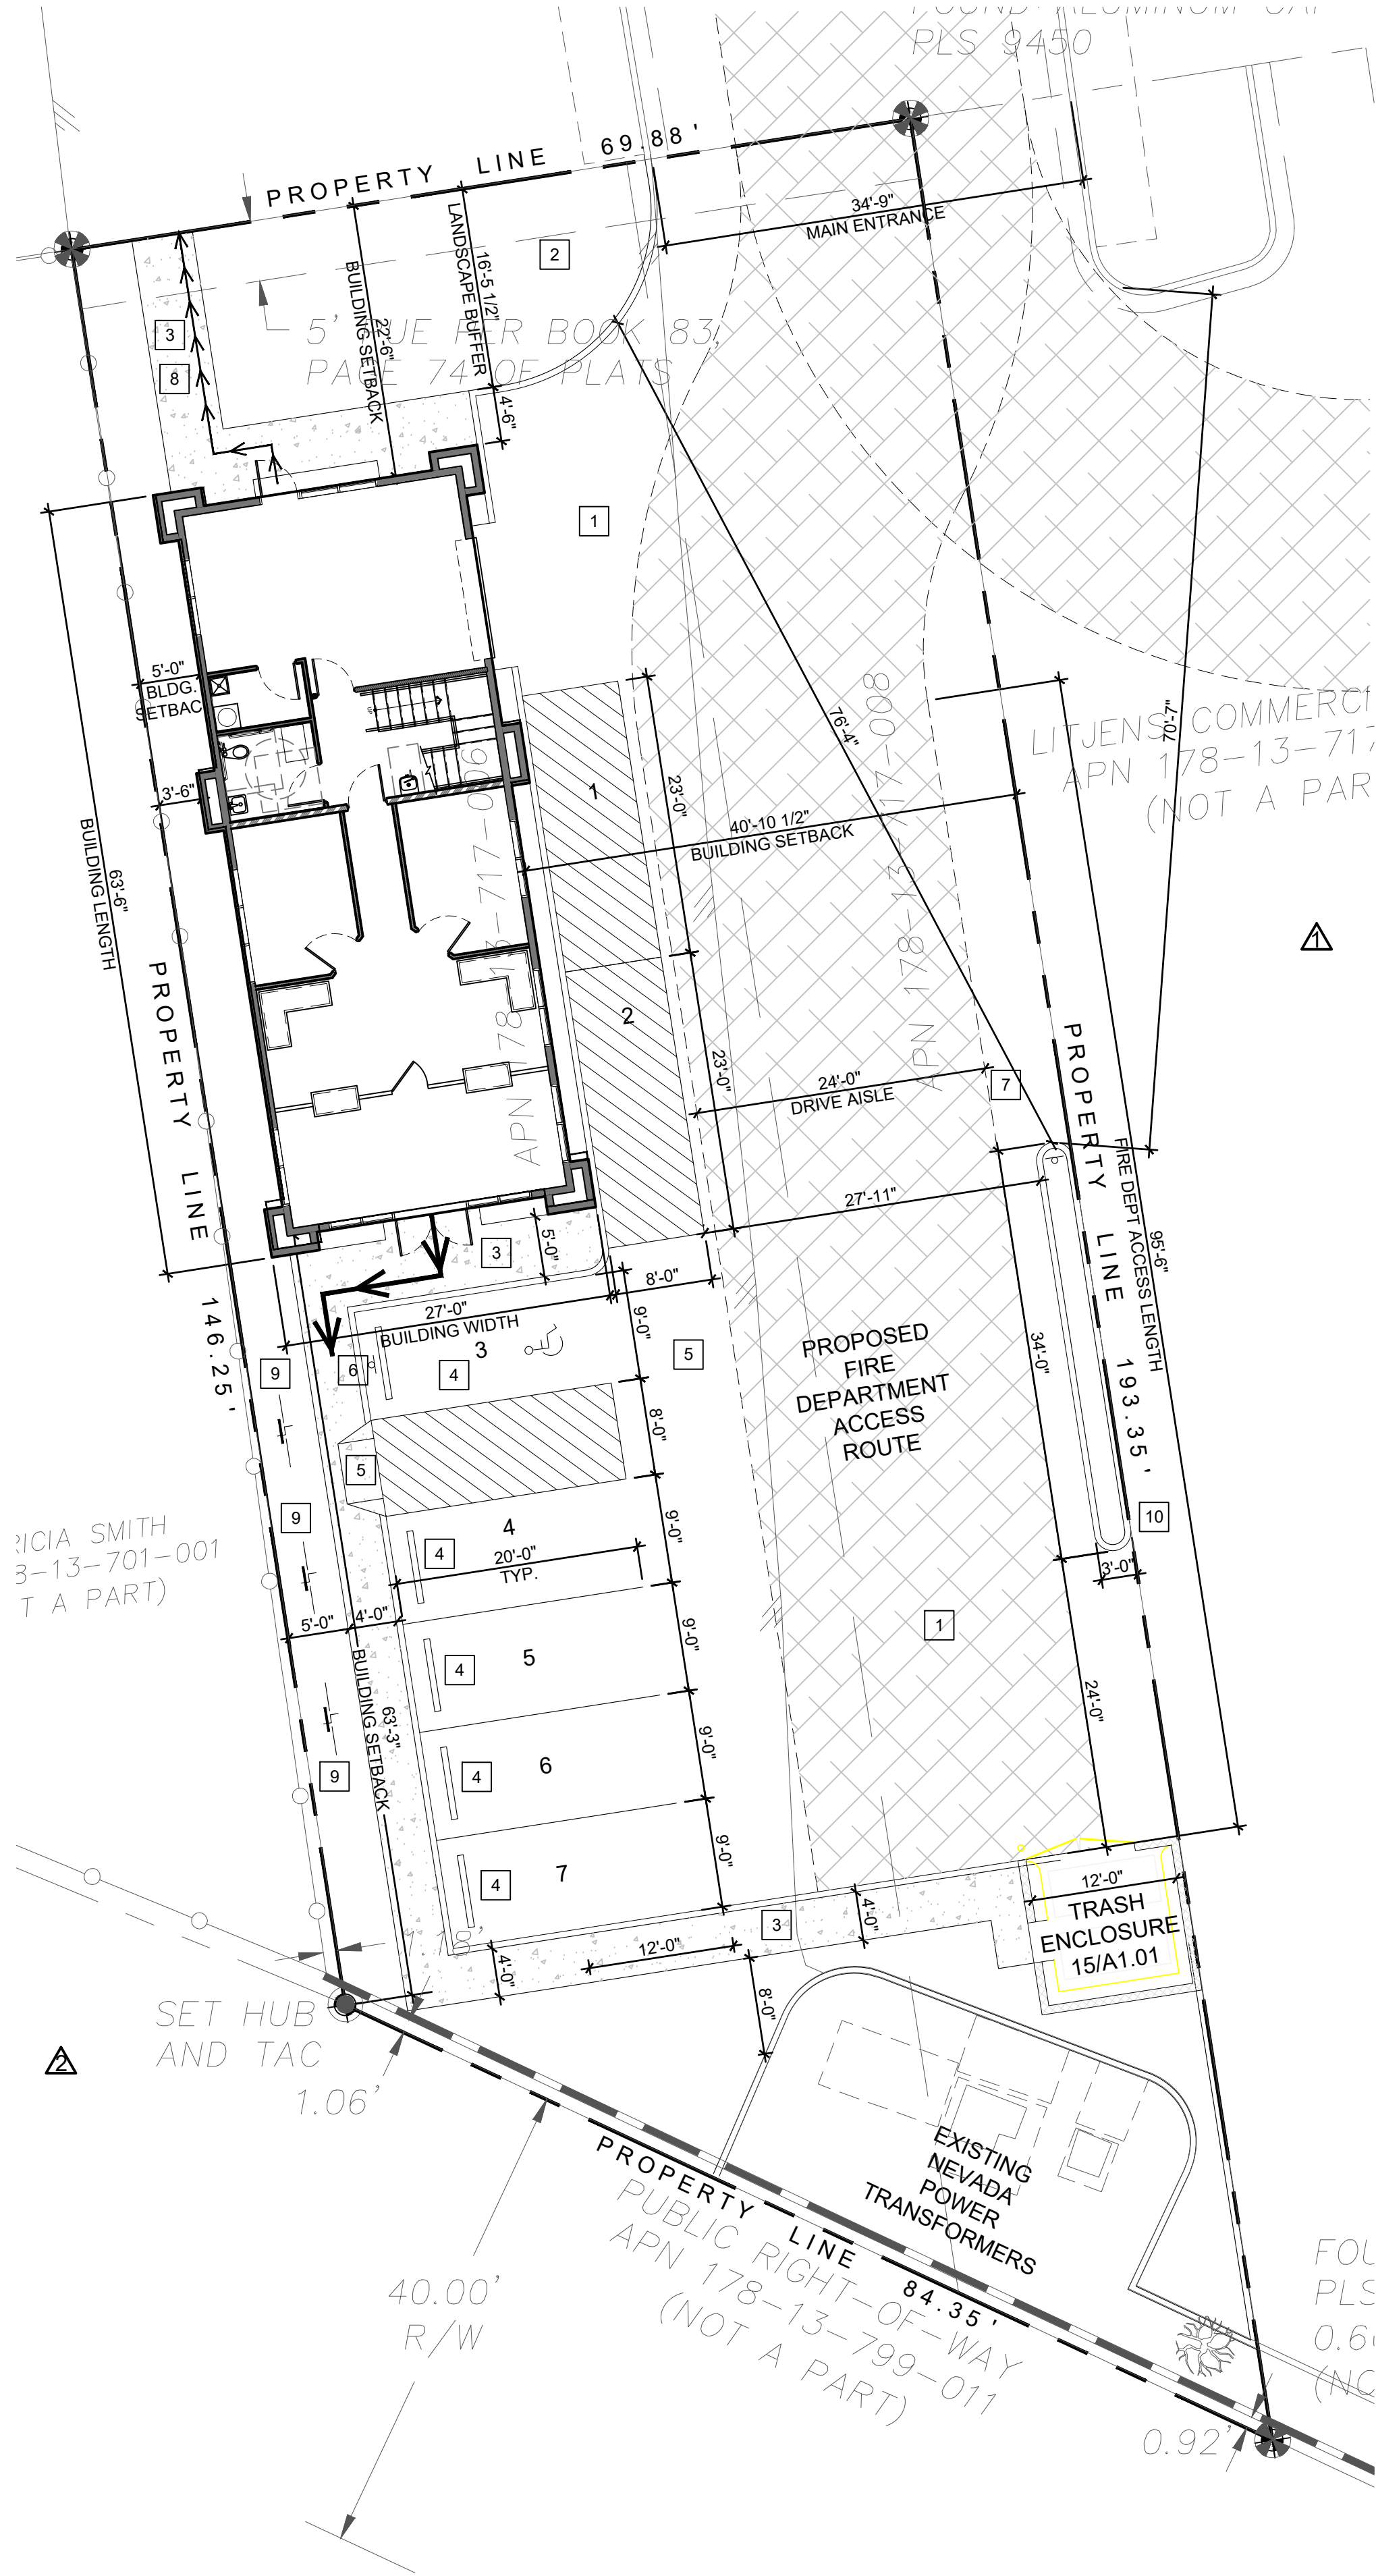 FOUND ALUMINUM CAP
PLS 9450
PROPERTY LINE 69.88'
34'-9"
MAIN ENTRANCE
2
16'-5 1/2"
LANDSCAPE BUFFER
22'-6"
BUILDING SETBACK
3
5' PUE PER BOOK 83,
PAGE 74 OF PLATS
8
4'-6"
1
5'-0"
BLDG.
SETBAC
3'-6"
63'-6"
BUILDING LENGTH
1
23'-0"
76'-4"
70'-7"
LITJENS COMMERCI
APN 178-13-717
(NOT A PAR
40'-10 1/2"
BUILDING SETBACK
APN 178-13-717-008
APN 178-13-717-006
1
2
23'-0"
24'-0"
DRIVE AISLE
7
PROPERTY LINE 146.25'
PROPERTY LINE 193.35'
27'-11"
FIRE DEPT ACCESS LENGTH
95'-6"
3
5'-0"
8'-0"
27'-0"
BUILDING WIDTH
3
9'-0"
5
PROPOSED
FIRE
DEPARTMENT
ACCESS
ROUTE
34'-0"
9
6
4
8'-0"
5
9
4
4
20'-0"
TYP.
9'-0"
10
3'-0"
RICIA SMITH
8-13-701-001
T A PART)
5'-0"
4'-0"
5
4
9'-0"
1
24'-0"
63'-3"
BUILDING SETBACK
9
4
6
9'-0"
4
7
9'-0"
12'-0"
TRASH
ENCLOSURE
15/A1.01
3
4'-0"
12'-0"
4'-0"
8'-0"
1.18'
SET HUB
AND TAC
2
1.06'
EXISTING
NEVADA
POWER
TRANSFORMERS
PROPERTY LINE 84.35'
PUBLIC RIGHT-OF-WAY
APN 178-13-799-011
(NOT A PART)
40.00'
R/W
FOU
PLS
0.6
(NO
0.92'